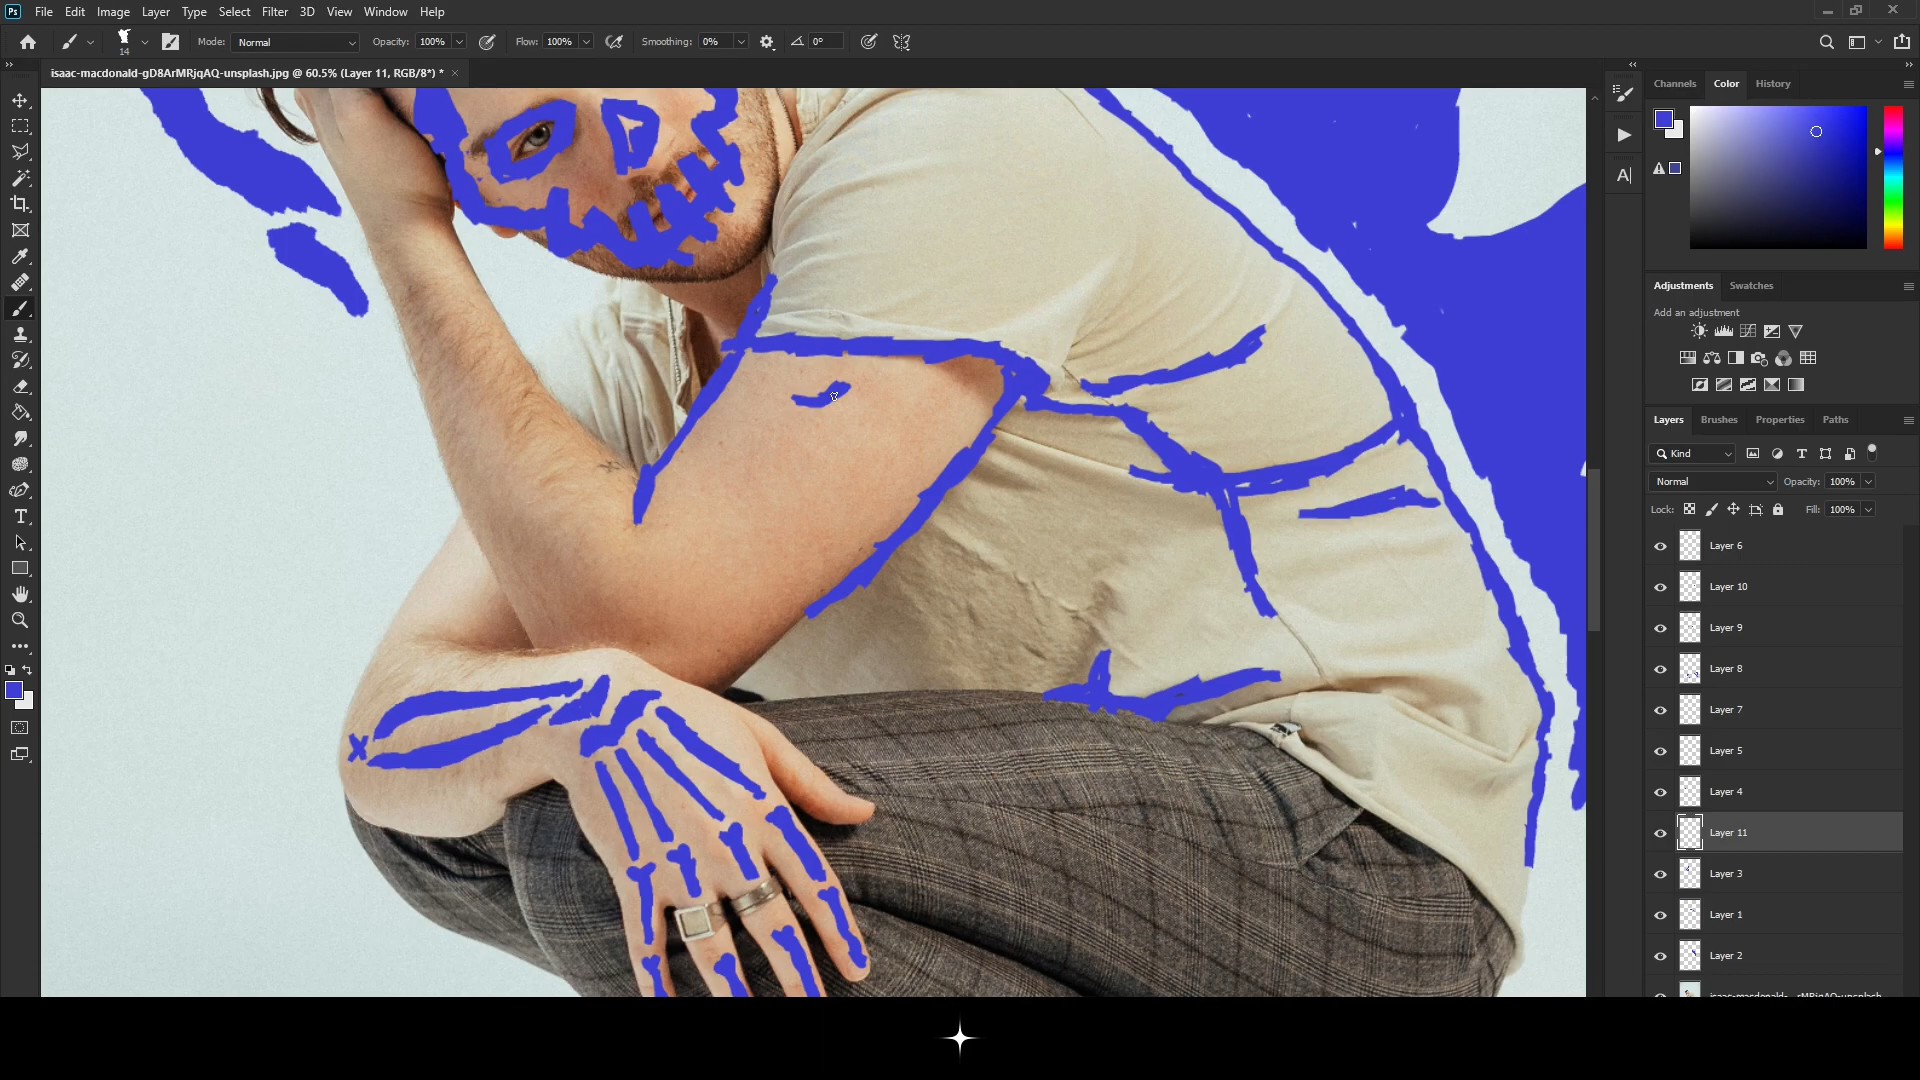 Ps File Edit Image Layer Type Select Filter 3D View Window Help
14 Mode: Normal Opacity: 100% Flow: 100% Smoothing: 0% 0°
isaac-macdonald-gD8ArMRjqAQ-unsplash.jpg @ 60.5% (Layer 11, RGB/8*) *
Channels Color History
Adjustments Swatches
Add an adjustment
Layers Brushes Properties Paths
Kind
Normal Opacity: 100%
Lock: Fill: 100%
Layer 6
Layer 10
Layer 9
Layer 8
Layer 7
Layer 5
Layer 4
Layer 11
Layer 3
Layer 1
Layer 2